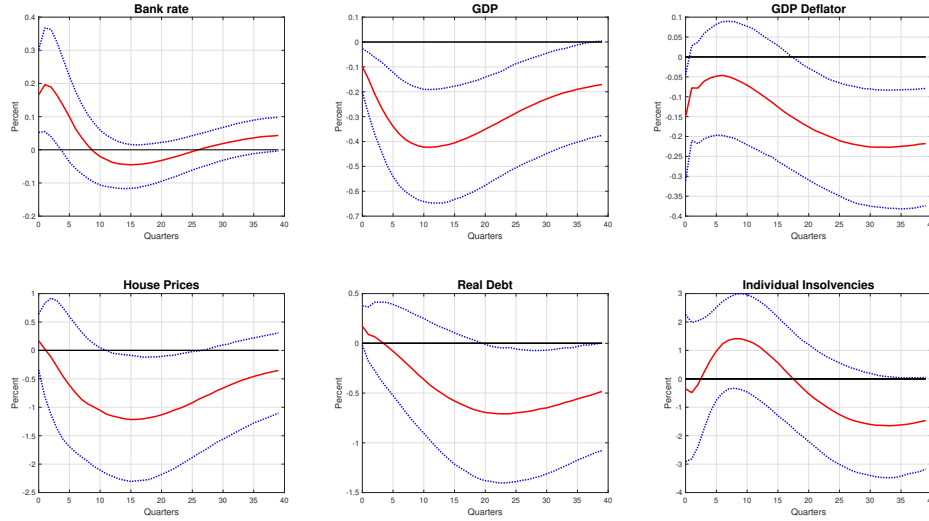 Bank rate
0.4
0.3
0.2
0.1
0
-0.1
-0.2
Percent
0 5 10 15 20 25 30 35 40
Quarters
GDP
0
-0.1
-0.2
-0.3
-0.4
-0.5
-0.6
-0.7
Percent
0 5 10 15 20 25 30 35 40
Quarters
GDP Deflator
0.1
0.05
0
-0.05
-0.1
-0.15
-0.2
-0.25
-0.3
-0.35
-0.4
Percent
0 5 10 15 20 25 30 35 40
Quarters
House Prices
1
0.5
0
-0.5
-1
-1.5
-2
-2.5
Percent
0 5 10 15 20 25 30 35 40
Quarters
Real Debt
0.5
0
-0.5
-1
-1.5
Percent
0 5 10 15 20 25 30 35 40
Quarters
Individual Insolvencies
3
2
1
0
-1
-2
-3
-4
Percent
0 5 10 15 20 25 30 35 40
Quarters